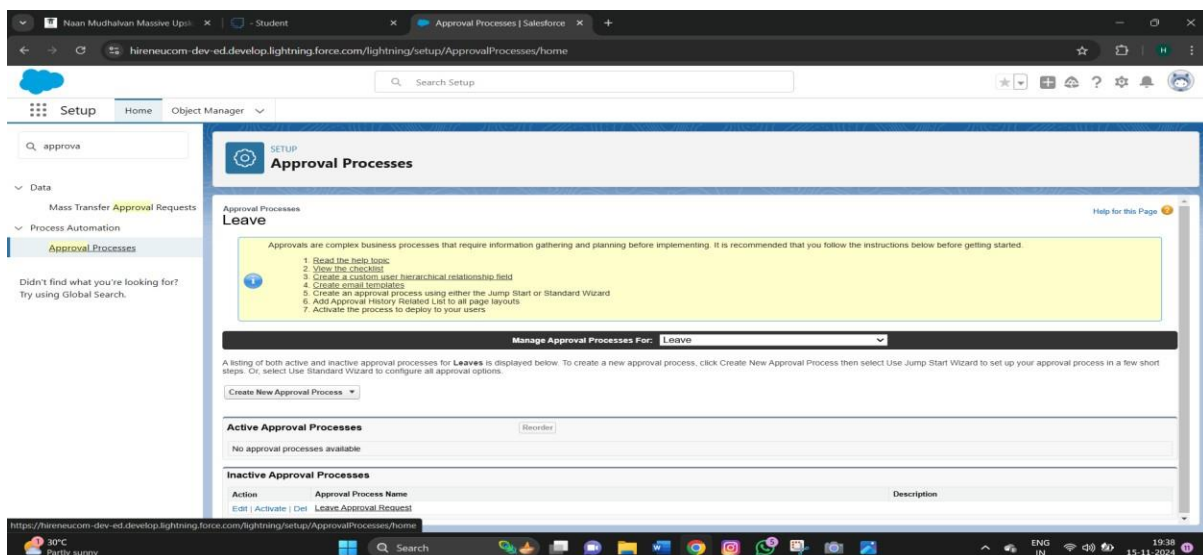 Naan Mudhalvan Massive Upsk
- Student
Approval Processes | Salesforce
hireneucom-dev-ed.develop.lightning.force.com/lightning/setup/ApprovalProcesses/home
H
Search Setup
Setup
Home
Object Manager
approva
Data
Mass Transfer Approval Requests
Process Automation
Approval Processes
Didn't find what you're looking for?
Try using Global Search.
SETUP
Approval Processes
Approval Processes
Leave
Help for this Page
Approvals are complex business processes that require information gathering and planning before implementing. It is recommended that you follow the instructions below before getting started.
1. Read the help topic
2. View the checklist
3. Create a custom user hierarchical relationship field
4. Create email templates
5. Create an approval process using either the Jump Start or Standard Wizard
6. Add Approval History Related List to all page layouts
7. Activate the process to deploy to your users
Manage Approval Processes For: Leave
A listing of both active and inactive approval processes for Leaves is displayed below. To create a new approval process, click Create New Approval Process then select Use Jump Start Wizard to set up your approval process in a few short
steps. Or, select Use Standard Wizard to configure all approval options.
Create New Approval Process
Active Approval Processes
Reorder
No approval processes available
Inactive Approval Processes
Action Approval Process Name Description
Edit | Activate | Del Leave Approval Request
https://hireneucom-dev-ed.develop.lightning.force.com/lightning/setup/ApprovalProcesses/home
30°C
Partly sunny
Search
ENG
IN
19:38
15-11-2024